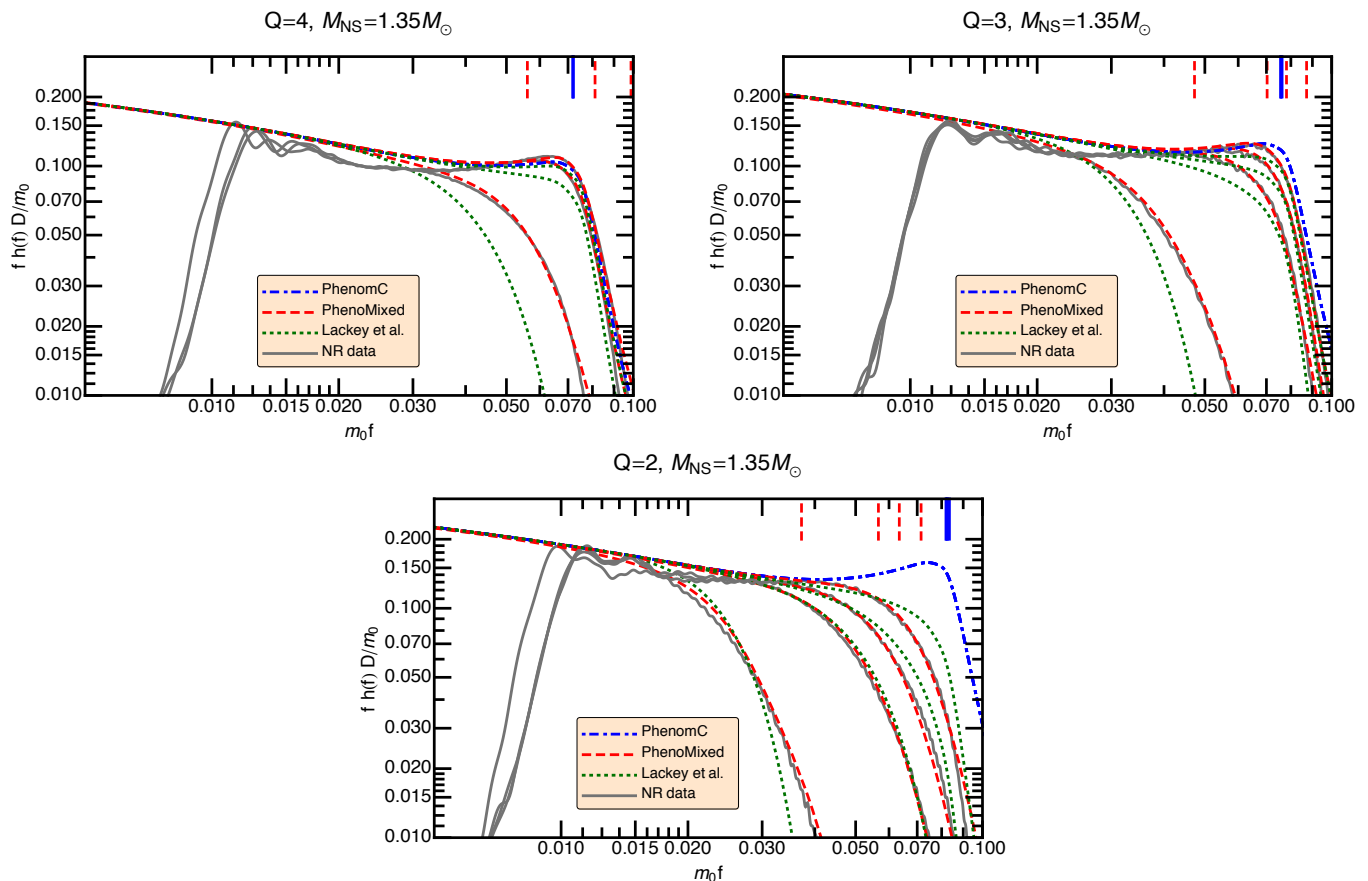 Q=4, M_NS=1.35M_⊙
f h(f) D/m_0
0.200
0.150
0.100
0.070
0.050
0.030
0.020
0.015
0.010
PhenomC
PhenoMixed
Lackey et al.
NR data
0.010 0.015 0.020 0.030 0.050 0.070 0.100
m_0f
Q=3, M_NS=1.35M_⊙
f h(f) D/m_0
0.200
0.150
0.100
0.070
0.050
0.030
0.020
0.015
0.010
PhenomC
PhenoMixed
Lackey et al.
NR data
0.010 0.015 0.020 0.030 0.050 0.070 0.100
m_0f
Q=2, M_NS=1.35M_⊙
f h(f) D/m_0
0.200
0.150
0.100
0.070
0.050
0.030
0.020
0.015
0.010
PhenomC
PhenoMixed
Lackey et al.
NR data
0.010 0.020 0.030 0.050 0.070 0.100
m_0f